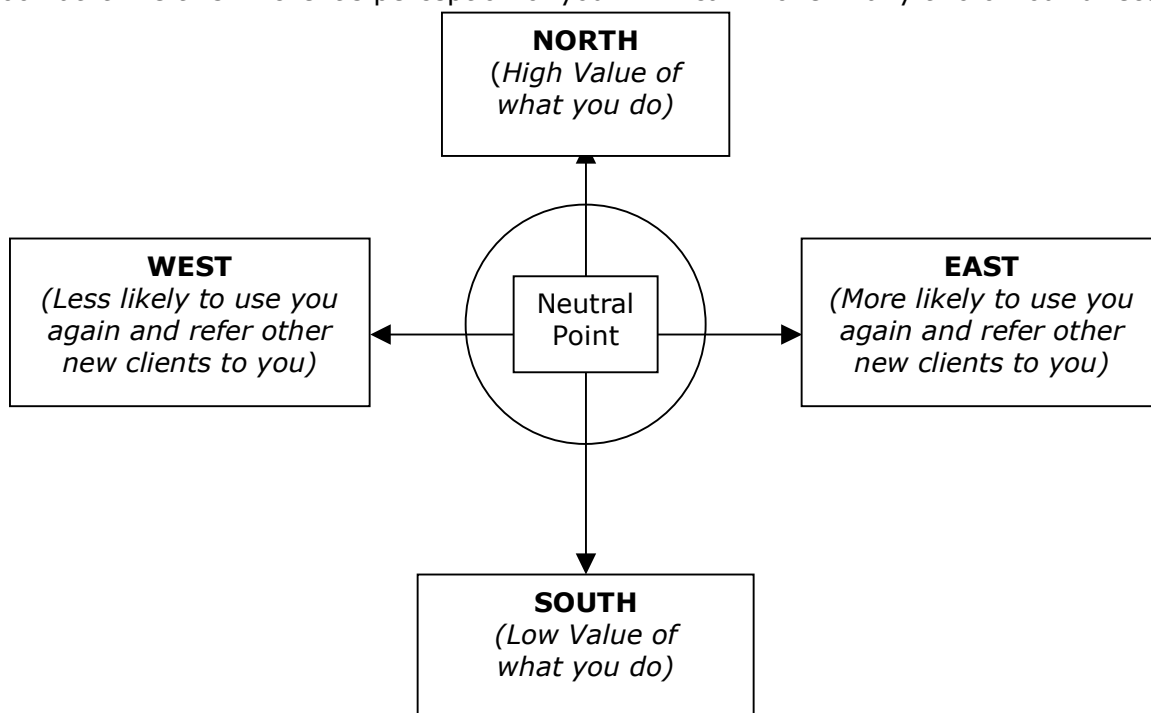 NORTH
(High Value of
what you do)
WEST
(Less likely to use you
again and refer other
new clients to you)
Neutral
Point
EAST
(More likely to use you
again and refer other
new clients to you)
SOUTH
(Low Value of
what you do)